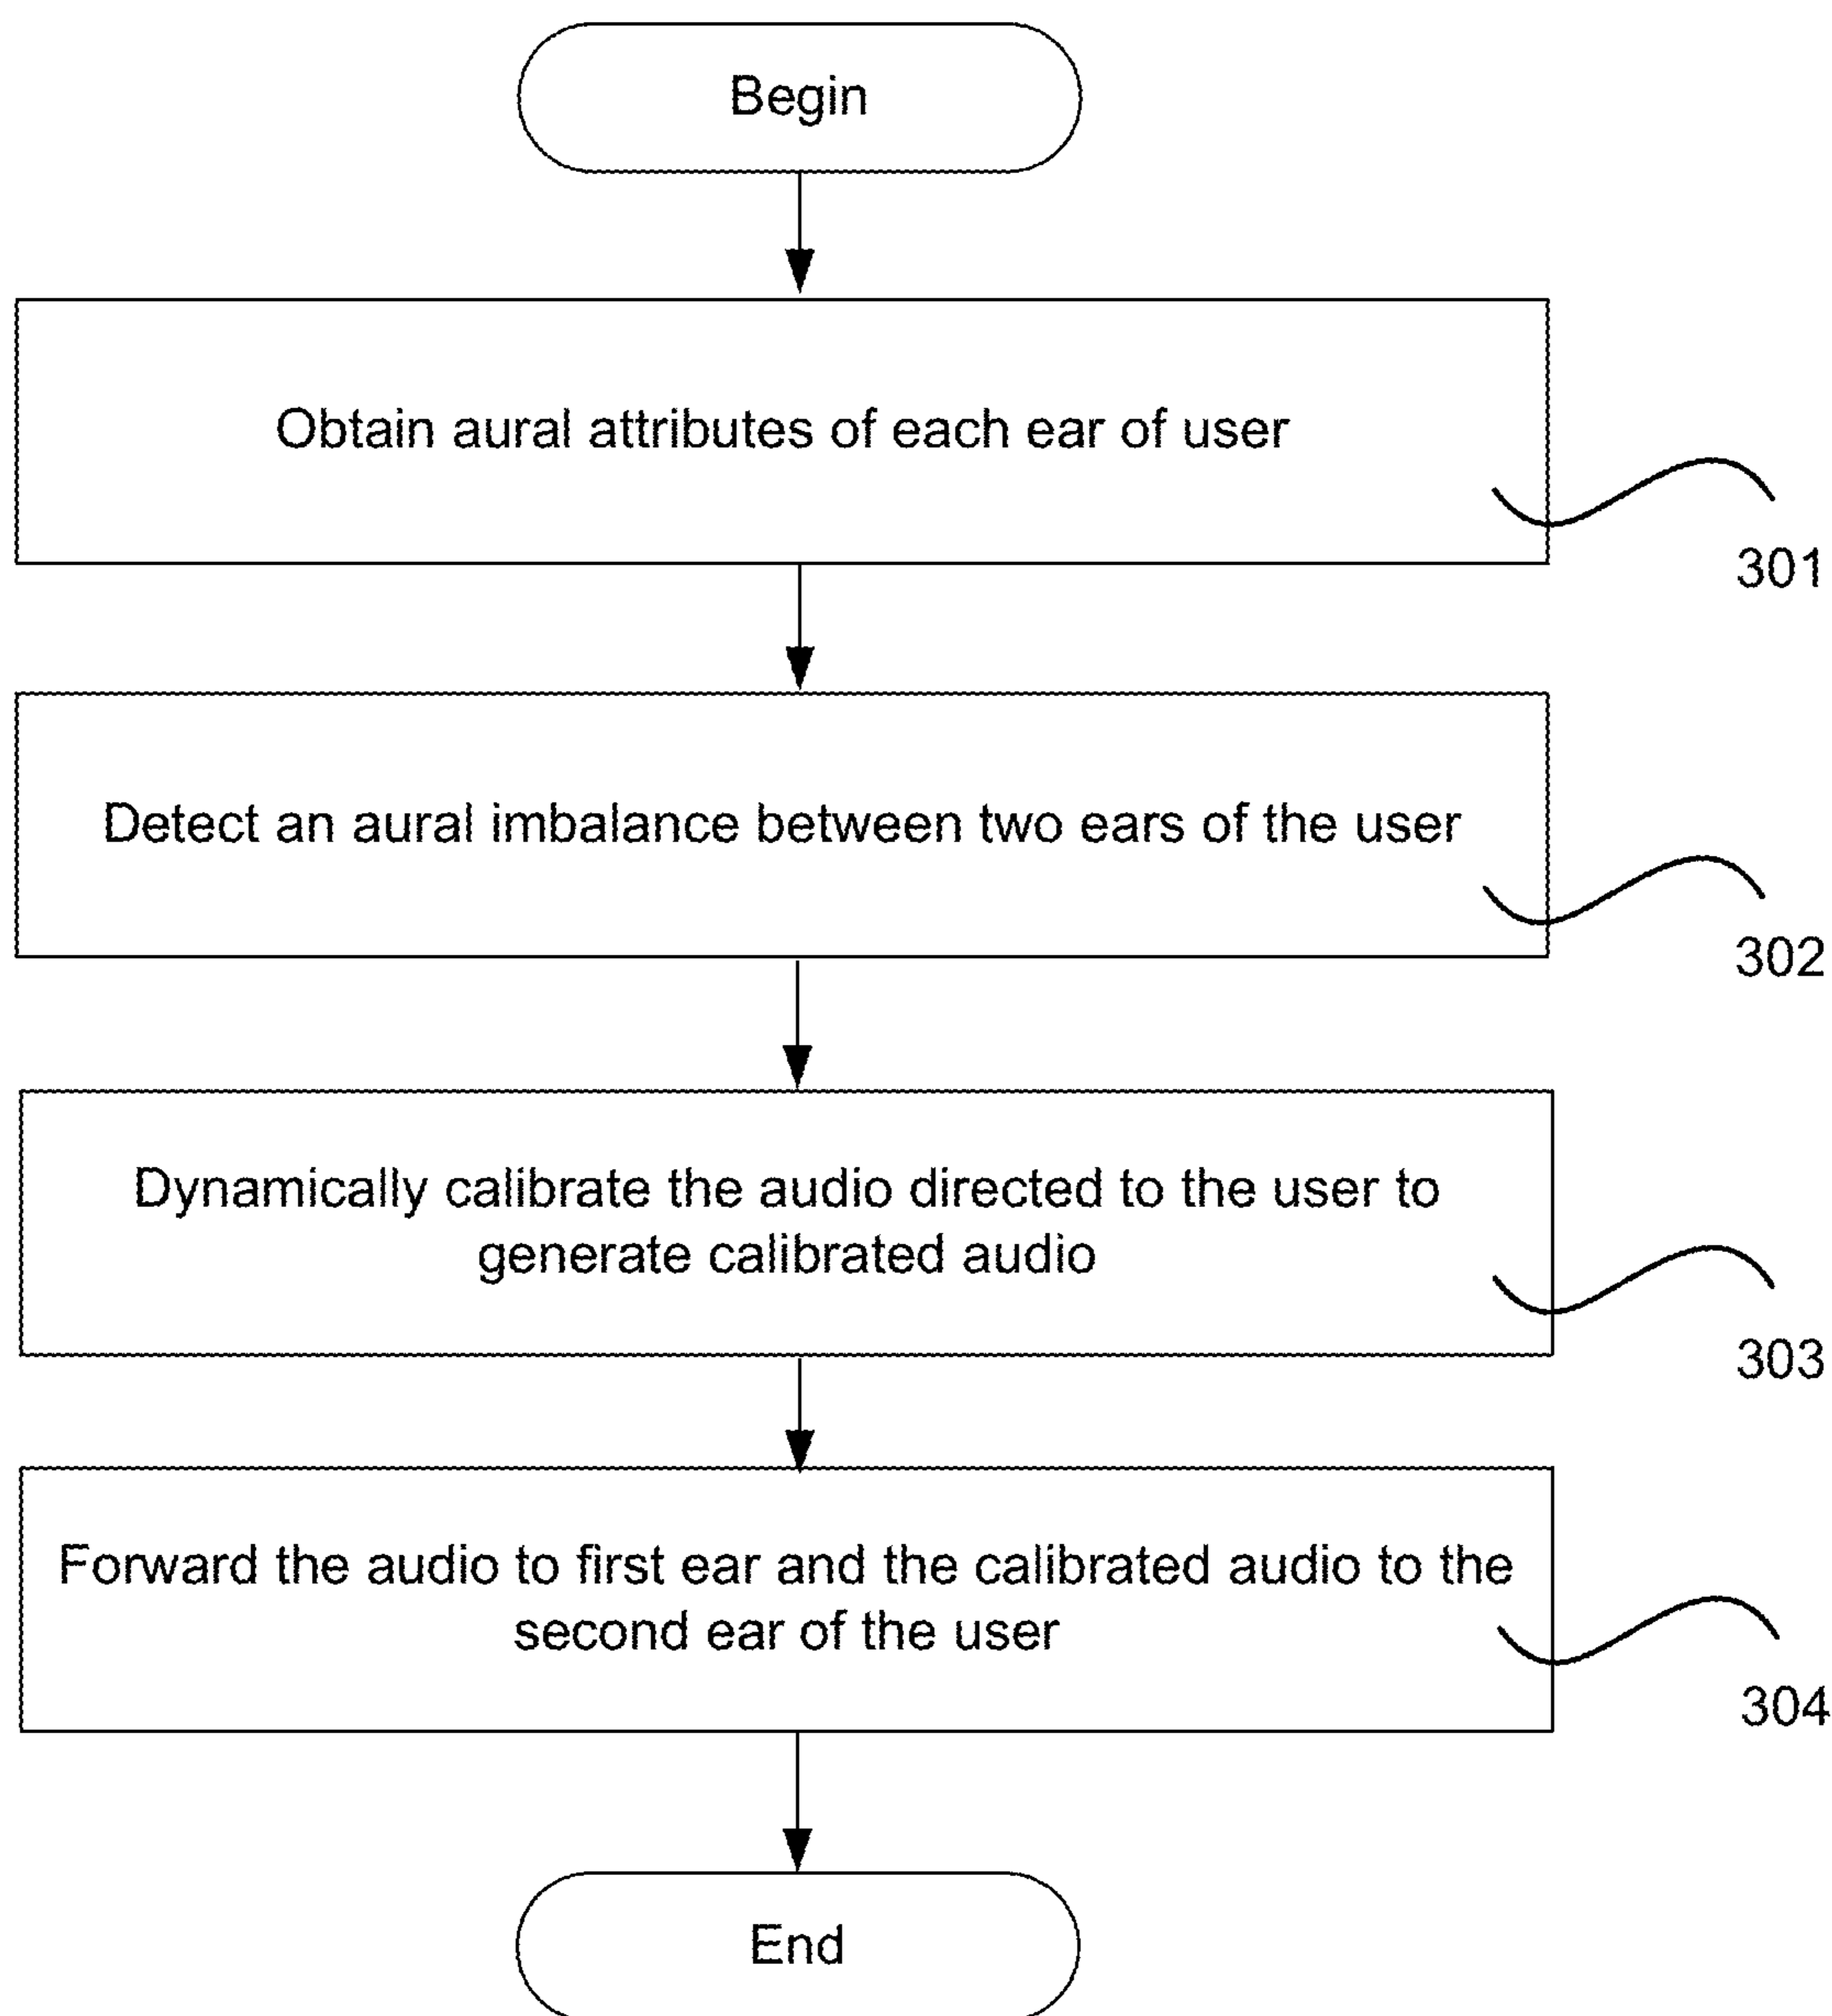 Begin
Obtain aural attributes of each ear of user
301
Detect an aural imbalance between two ears of the user
302
Dynamically calibrate the audio directed to the user to
generate calibrated audio
303
Forward the audio to first ear and the calibrated audio to the
second ear of the user
304
End